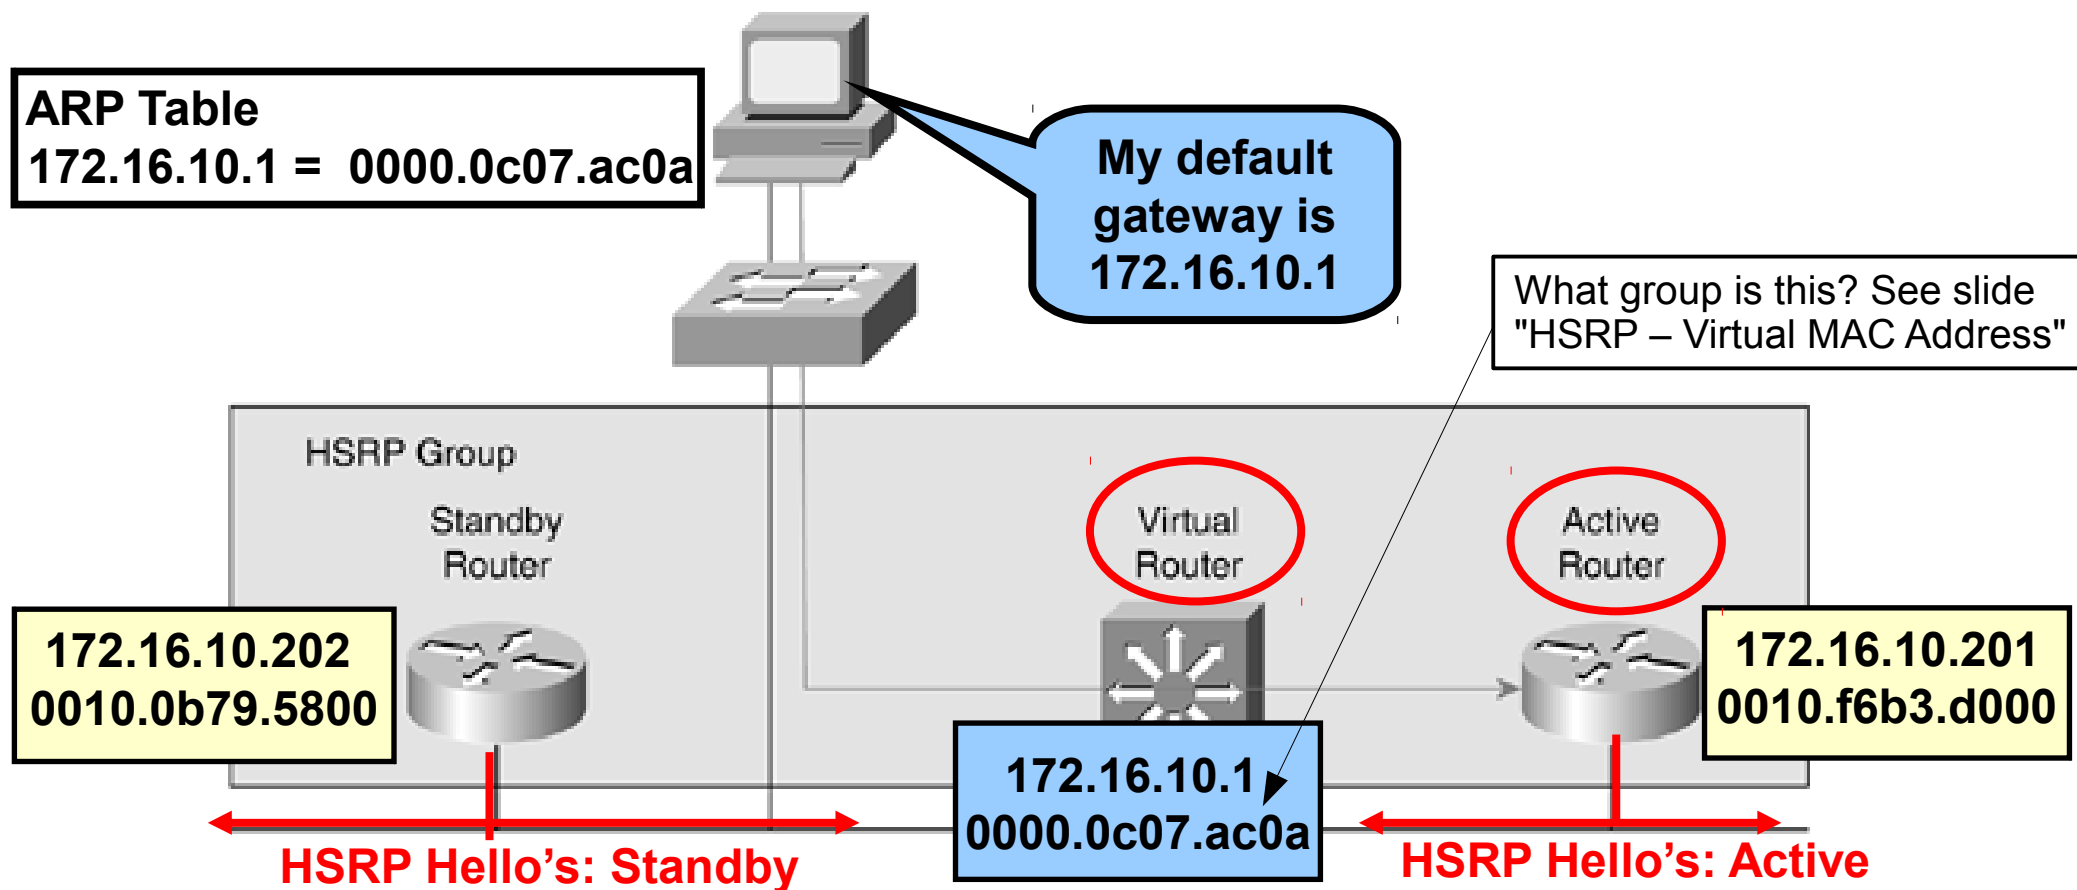 ARP Table
172.16.10.1 = 0000.0c07.ac0a
My default
gateway is
172.16.10.1
What group is this? See slide
"HSRP – Virtual MAC Address"
HSRP Group
Standby
Router
Virtual
Router
Active
Router
172.16.10.202
0010.0b79.5800
172.16.10.1
0000.0c07.ac0a
172.16.10.201
0010.f6b3.d000
HSRP Hello’s: Standby
HSRP Hello’s: Active